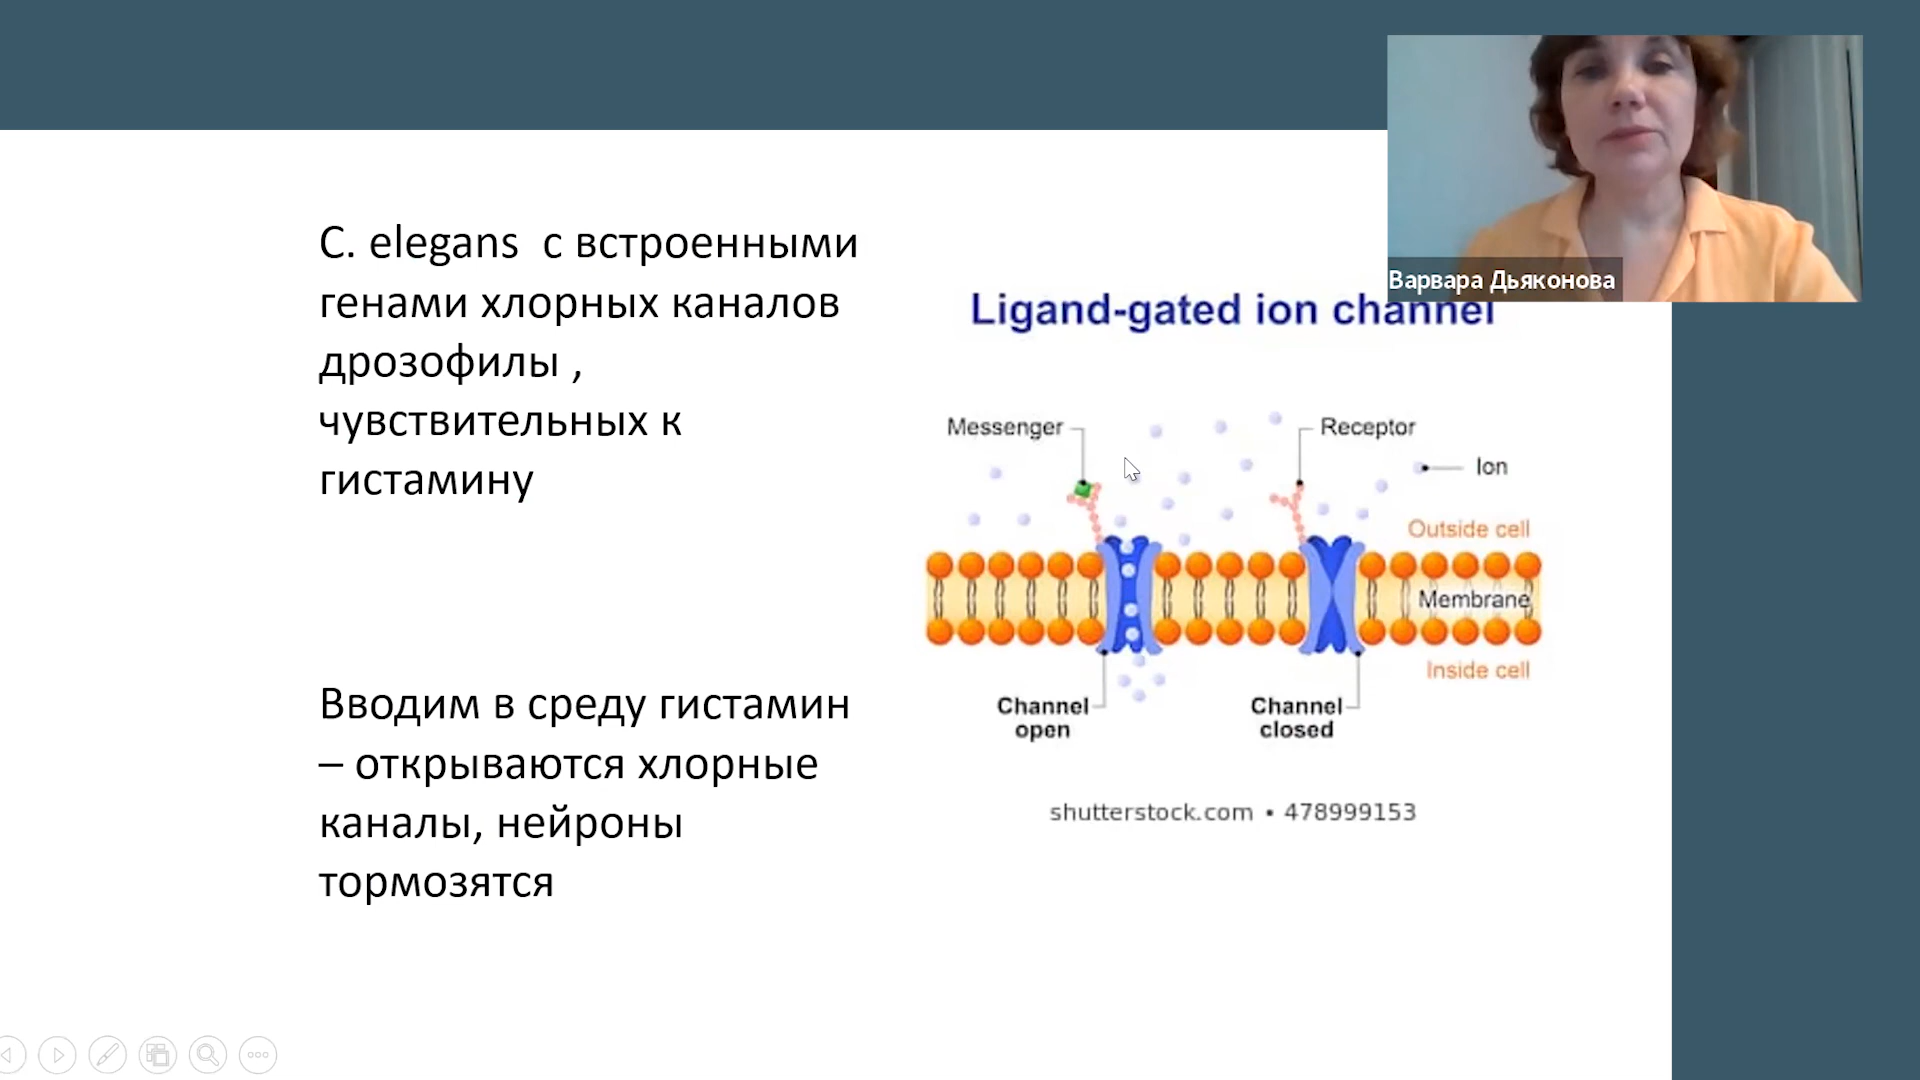 Варвара Дьяконова
C. elegans с встроенными
генами хлорных каналов
дрозофилы ,
чувствительных к
гистамину
Вводим в среду гистамин
– открываются хлорные
каналы, нейроны
тормозятся
Ligand-gated ion channel
Messenger
Receptor
Ion
Outside cell
Membrane
Inside cell
Channel
open
Channel
closed
shutterstock.com • 478999153